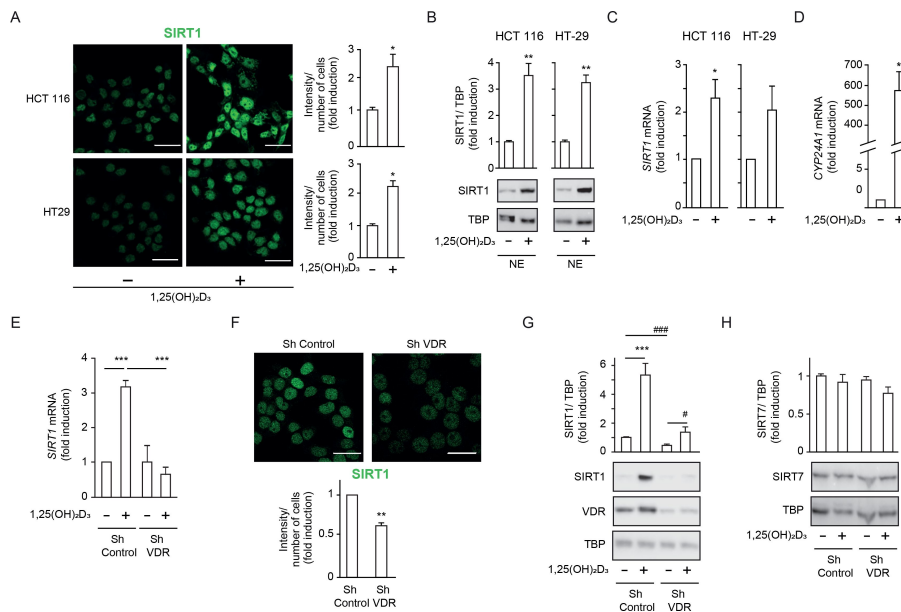 A
SIRT1
HCT 116
HT29
−
+
1,25(OH)₂D₃
Intensity/
number of cells
(fold induction)
3
2
1
0
*
Intensity/
number of cells
(fold induction)
3
2
1
0
*
− +
1,25(OH)₂D₃
B
HCT 116 HT-29
SIRT1/ TBP
(fold induction)
4
3
2
1
0
** **
SIRT1
TBP
− + − +
1,25(OH)₂D₃
NE NE
C
HCT 116 HT-29
SIRT1 mRNA
(fold induction)
3
2
1
0
*
1,25(OH)₂D₃ − + − +
D
CYP24A1 mRNA
(fold induction)
700
600
500
400
300
0
*
1,25(OH)₂D₃ − +
E
SIRT1 mRNA
(fold induction)
4
3
2
1
0
*** ***
1,25(OH)₂D₃ − + − +
Sh
Control
Sh
VDR
F
Sh Control Sh VDR
SIRT1
Intensity/
number of cells
(fold induction)
1
0.5
0
**
Sh
Control
Sh
VDR
G
SIRT1/ TBP
(fold induction)
6
4
2
0
###
***
#
SIRT1
VDR
TBP
1,25(OH)₂D₃ − + − +
Sh
Control
Sh
VDR
H
SIRT7/ TBP
(fold induction)
1
0.5
0
SIRT7
TBP
− + − +
Sh
Control
Sh
VDR